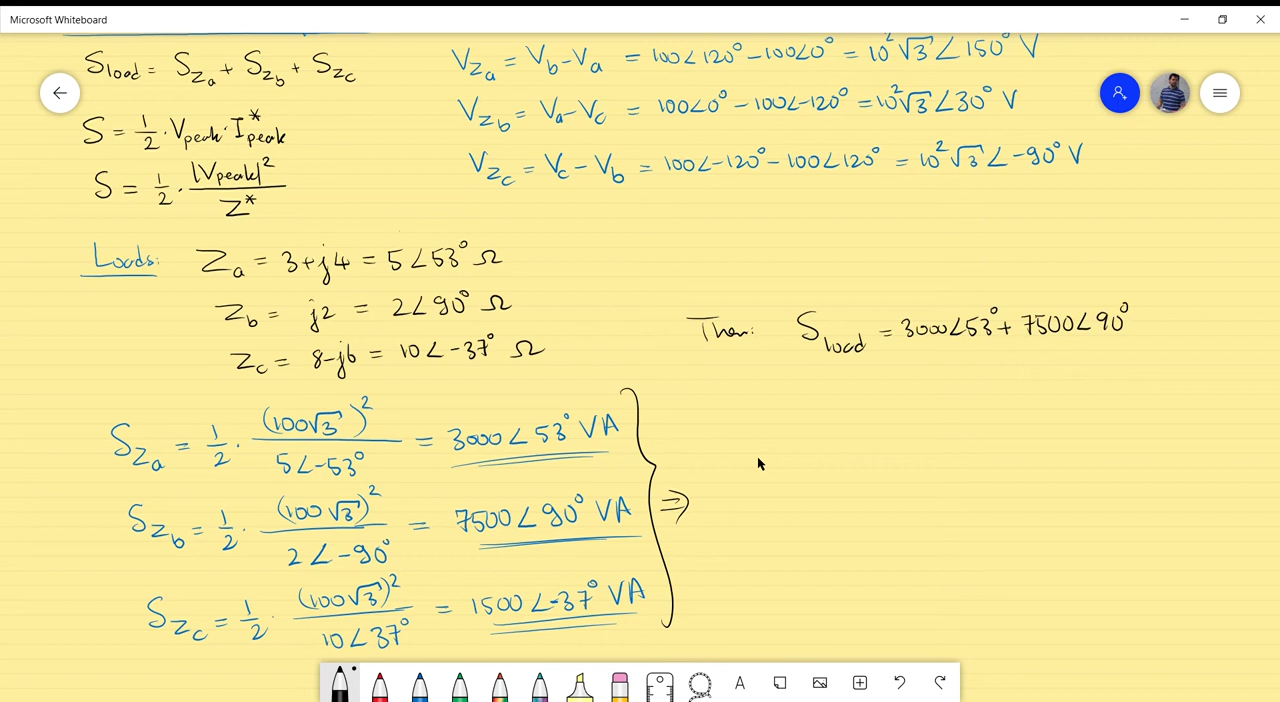 Microsoft Whiteboard
S_load = S_Za + S_Zb + S_Zc
S = 1/2 · V_peak · I*_peak
S = 1/2 · |V_peak|² / Z*
V_Za = V_b - V_a = 100∠120° - 100∠0° = 10²√3 ∠150° V
V_Zb = V_a - V_c = 100∠0° - 100∠-120° = 10²√3 ∠30° V
V_Zc = V_c - V_b = 100∠-120° - 100∠120° = 10²√3 ∠-90° V
Loads: Z_a = 3+j4 = 5∠53° Ω
Z_b = j2 = 2∠90° Ω
Z_c = 8-j6 = 10∠-37° Ω
S_Za = 1/2 · (100√3)² / 5∠-53° = 3000∠53° VA
S_Zb = 1/2 · (100√3)² / 2∠-90° = 7500∠90° VA
S_Zc = 1/2 · (100√3)² / 10∠37° = 1500∠-37° VA
⇒
Then: S_load = 3000∠53° + 7500∠90°
A